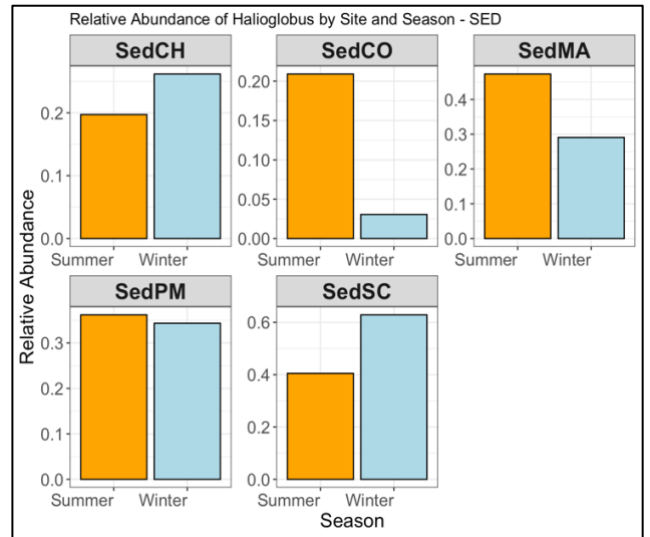 Relative Abundance of Halioglobus by Site and Season - SED
SedCH
SedCO
SedMA
0.2
0.1
0.0
0.20
0.15
0.10
0.05
0.00
0.4
0.3
0.2
0.1
0.0
Summer Winter
Summer Winter
Summer Winter
SedPM
SedSC
0.3
0.2
0.1
0.0
0.6
0.4
0.2
0.0
Summer Winter
Summer Winter
Relative Abundance
Season